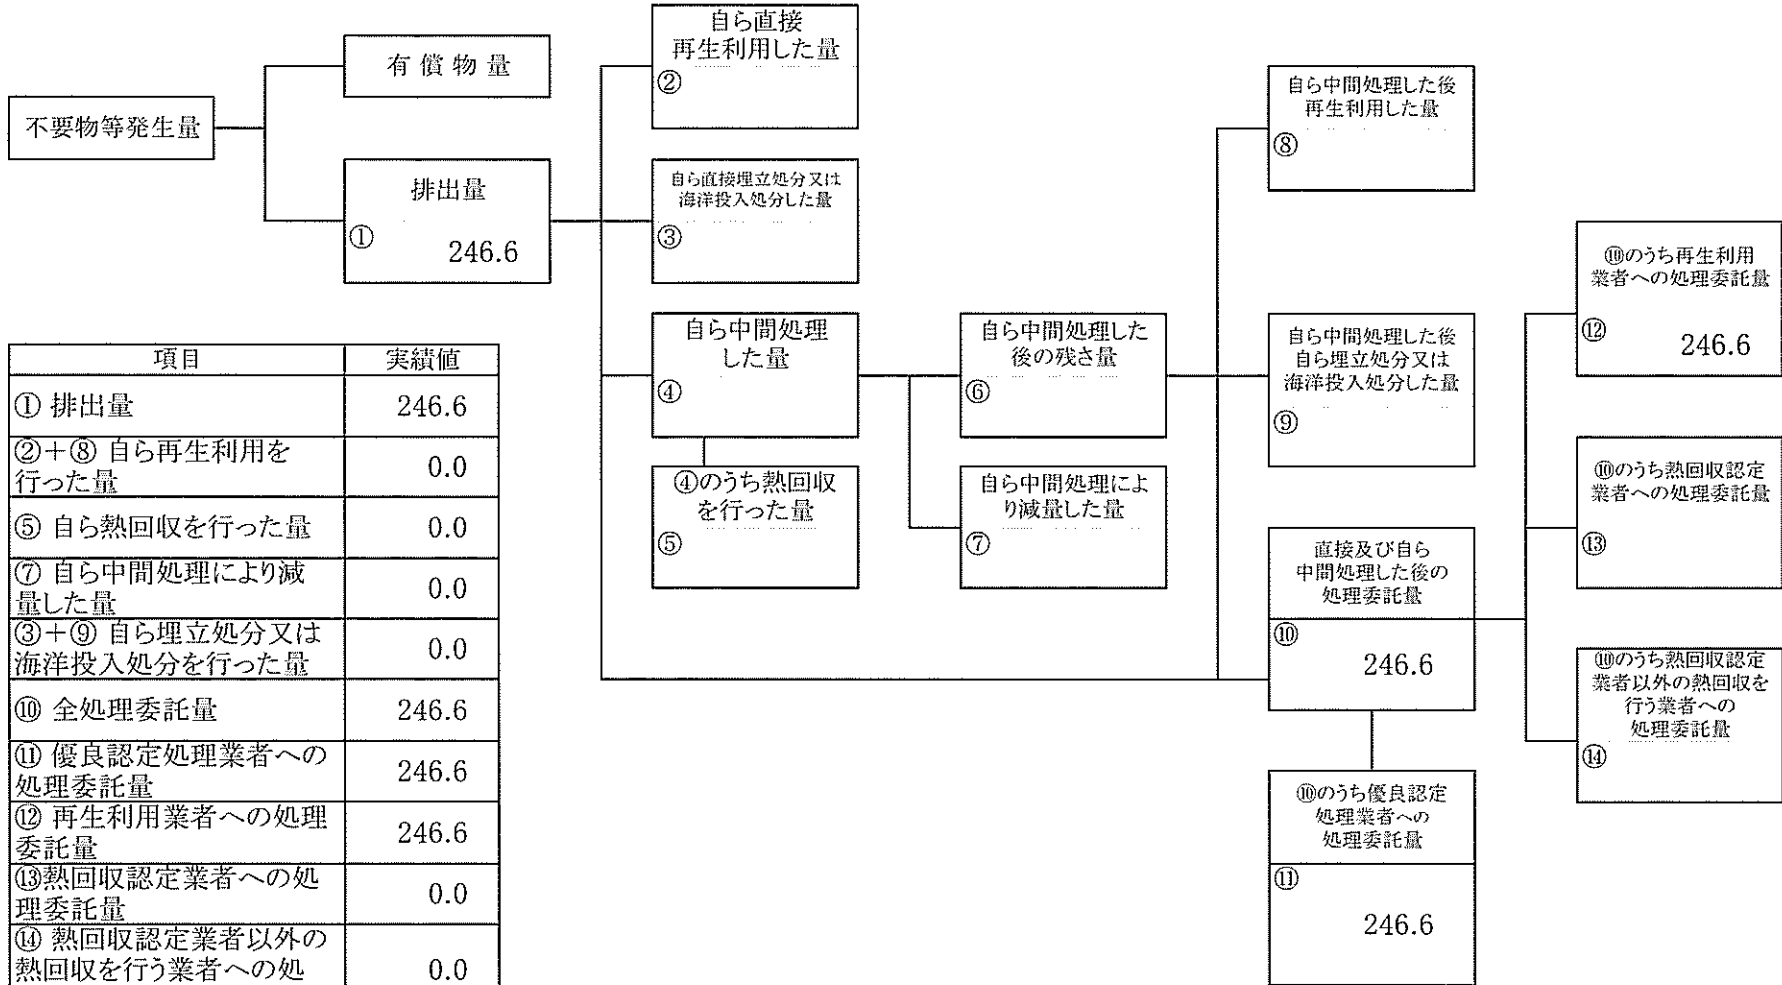 不要物等発生量
有償物量
排出量
①
246.6
自ら直接
再生利用した量
②
自ら直接埋立処分又は
海洋投入処分した量
③
自ら中間処理
した量
④
④のうち熱回収
を行った量
⑤
自ら中間処理した
後の残さ量
⑥
自ら中間処理によ
り減量した量
⑦
自ら中間処理した後
再生利用した量
⑧
自ら中間処理した後
自ら埋立処分又は
海洋投入処分した量
⑨
直接及び自ら
中間処理した後の
処理委託量
⑩
246.6
⑩のうち優良認定
処理業者への
処理委託量
⑪
246.6
⑩のうち再生利用
業者への処理委託量
⑫
246.6
⑩のうち熱回収認定
業者への処理委託量
⑬
⑩のうち熱回収認定
業者以外の熱回収を
行う業者への
処理委託量
⑭
項目 実績値
① 排出量 246.6
②+⑧ 自ら再生利用を
行った量 0.0
⑤ 自ら熱回収を行った量 0.0
⑦ 自ら中間処理により減
量した量 0.0
③+⑨ 自ら埋立処分又は
海洋投入処分を行った量 0.0
⑩ 全処理委託量 246.6
⑪ 優良認定処理業者への
処理委託量 246.6
⑫ 再生利用業者への処理
委託量 246.6
⑬熱回収認定業者への処
理委託量 0.0
⑭ 熱回収認定業者以外の
熱回収を行う業者への処 0.0